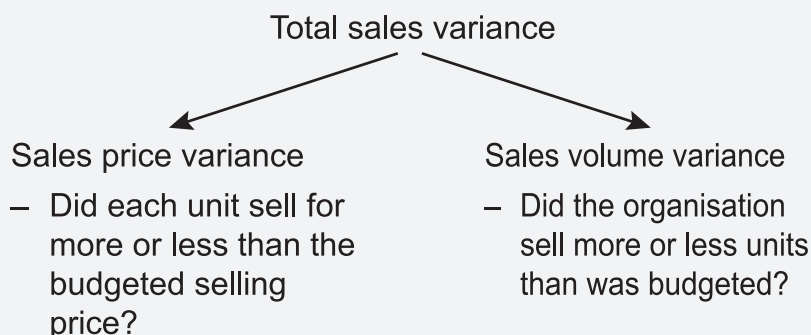 Total sales variance
Sales price variance
– Did each unit sell for
more or less than the
budgeted selling
price?
Sales volume variance
– Did the organisation
sell more or less units
than was budgeted?